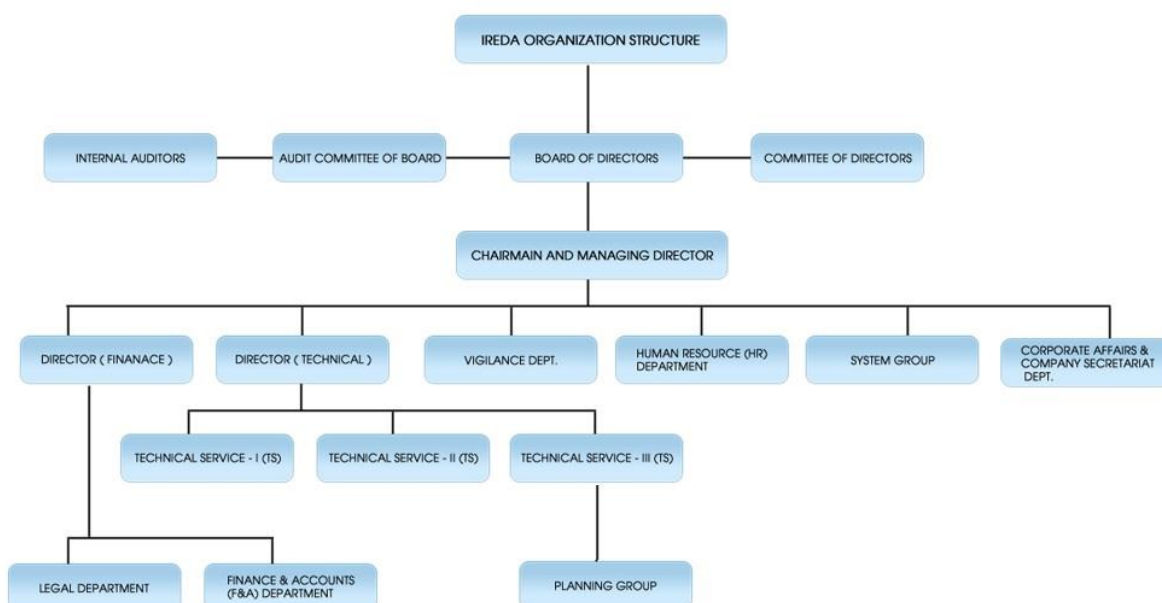 IREDA ORGANIZATION STRUCTURE
INTERNAL AUDITORS
AUDIT COMMITTEE OF BOARD
BOARD OF DIRECTORS
COMMITTEE OF DIRECTORS
CHAIRMAIN AND MANAGING DIRECTOR
DIRECTOR ( FINANACE )
DIRECTOR ( TECHNICAL )
VIGILANCE DEPT.
HUMAN RESOURCE (HR)
DEPARTMENT
SYSTEM GROUP
CORPORATE AFFAIRS &
COMPANY SECRETARIAT
DEPT.
TECHNICAL SERVICE - I (TS)
TECHNICAL SERVICE - II (TS)
TECHNICAL SERVICE - III (TS)
LEGAL DEPARTMENT
FINANCE & ACCOUNTS
(F&A) DEPARTMENT
PLANNING GROUP